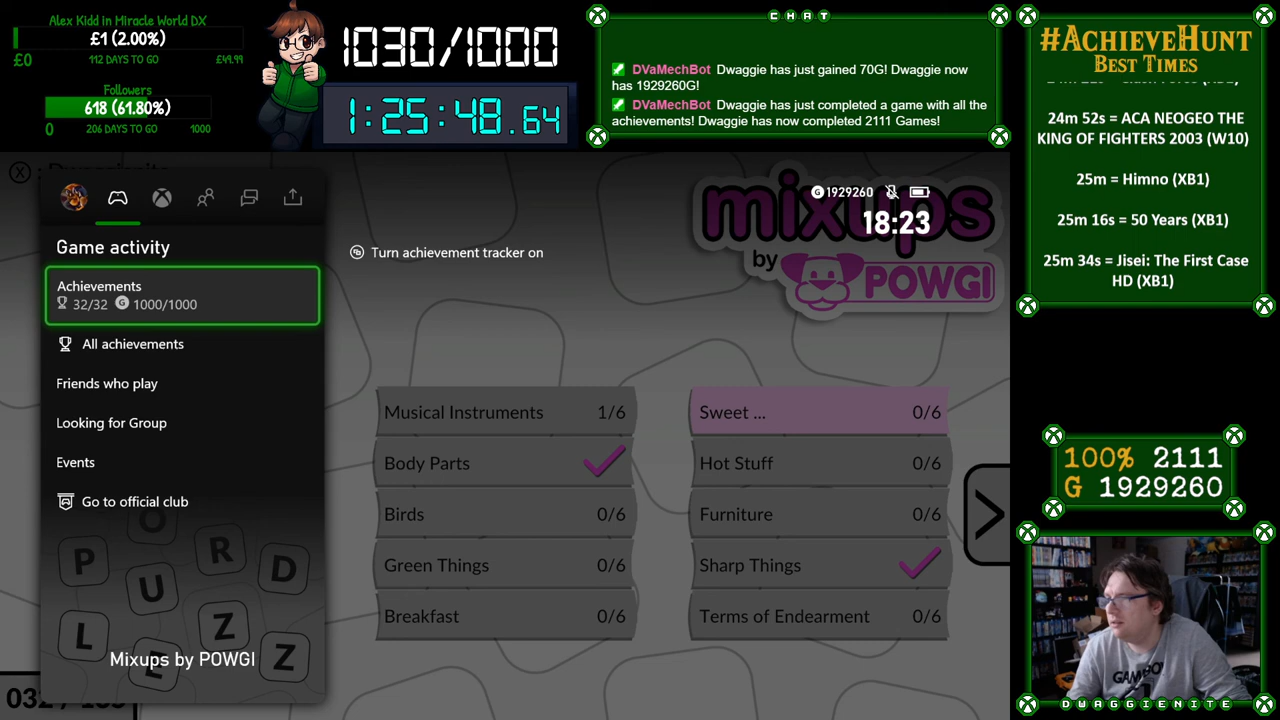 Alex Kidd in Miracle World DX
£1 (2.00%)
£0
112 DAYS TO GO
£49.99
Followers
618 (61.80%)
0
206 DAYS TO GO
1000
1030/1000
1:25:48.64
CHAT
DVaMechBot Dwaggie has just gained 70G! Dwaggie now
has 1929260G!
DVaMechBot Dwaggie has just completed a game with all the
achievements! Dwaggie has now completed 2111 Games!
#ACHIEVEHUNT
BEST TIMES
24m 52s = ACA NEOGEO THE
KING OF FIGHTERS 2003 (W10)
25m = Himno (XB1)
25m 16s = 50 Years (XB1)
25m 34s = Jisei: The First Case
HD (XB1)
Game activity
Achievements
32/32 G 1000/1000
All achievements
Friends who play
Looking for Group
Events
Go to official club
Mixups by POWGI
Turn achievement tracker on
G 1929260
18:23
mixups
by
POWGI
Musical Instruments 1/6
Body Parts
Birds 0/6
Green Things 0/6
Breakfast 0/6
Sweet ... 0/6
Hot Stuff 0/6
Furniture 0/6
Sharp Things
Terms of Endearment 0/6
>
O
P
R
D
U
L
Z
E
Z
100% 2111
G 1929260
GAMEBOY
DWAGGIENITE